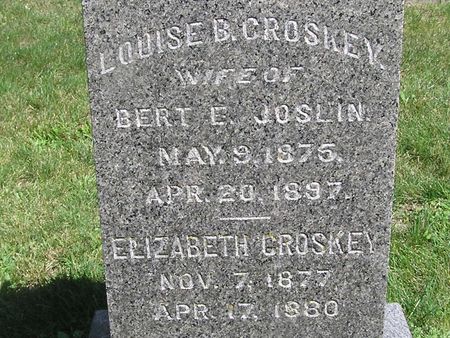 LOUISE B. CROSKEY.
WIFE OF
BERT E. JOSLIN.
MAY. 9. 1875.
APR. 20. 1897.
ELIZABETH CROSKEY
NOV. 7. 1877.
APR. 17. 1880